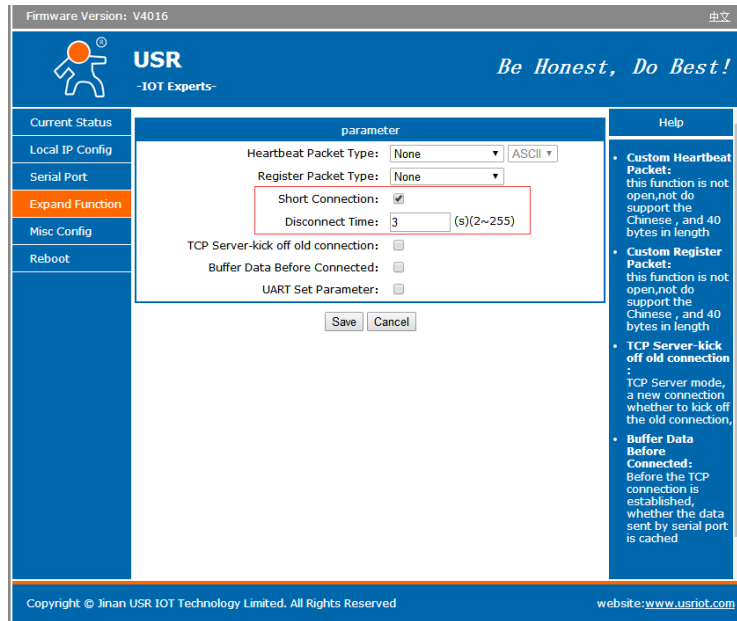 Firmware Version: V4016
中文
USR
-IOT Experts-
Be Honest, Do Best!
Current Status
Local IP Config
Serial Port
Expand Function
Misc Config
Reboot
parameter
Heartbeat Packet Type: None ASCII
Register Packet Type: None
Short Connection:
Disconnect Time: 3 (s)(2~255)
TCP Server-kick off old connection:
Buffer Data Before Connected:
UART Set Parameter:
Save Cancel
Help
• Custom Heartbeat
Packet:
this function is not
open,not do
support the
Chinese , and 40
bytes in length
• Custom Register
Packet:
this function is not
open,not do
support the
Chinese , and 40
bytes in length
• TCP Server-kick
off old connection
:
TCP Server mode,
a new connection
whether to kick off
the old connection,
• Buffer Data
Before
Connected:
Before the TCP
connection is
established,
whether the data
sent by serial port
is cached
Copyright © Jinan USR IOT Technology Limited. All Rights Reserved
website:www.usriot.com